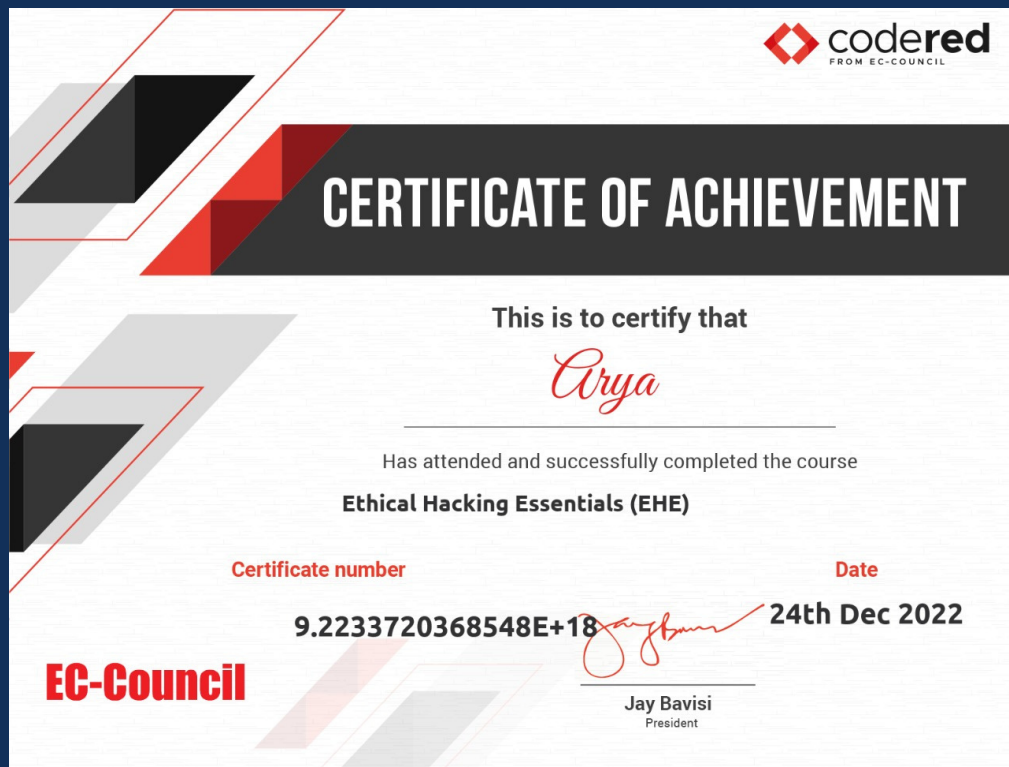 codered
FROM EC-COUNCIL
CERTIFICATE OF ACHIEVEMENT
This is to certify that
Arya
Has attended and successfully completed the course
Ethical Hacking Essentials (EHE)
Certificate number
Date
9.2233720368548E+18
24th Dec 2022
EC-Council
Jay Bavisi
President